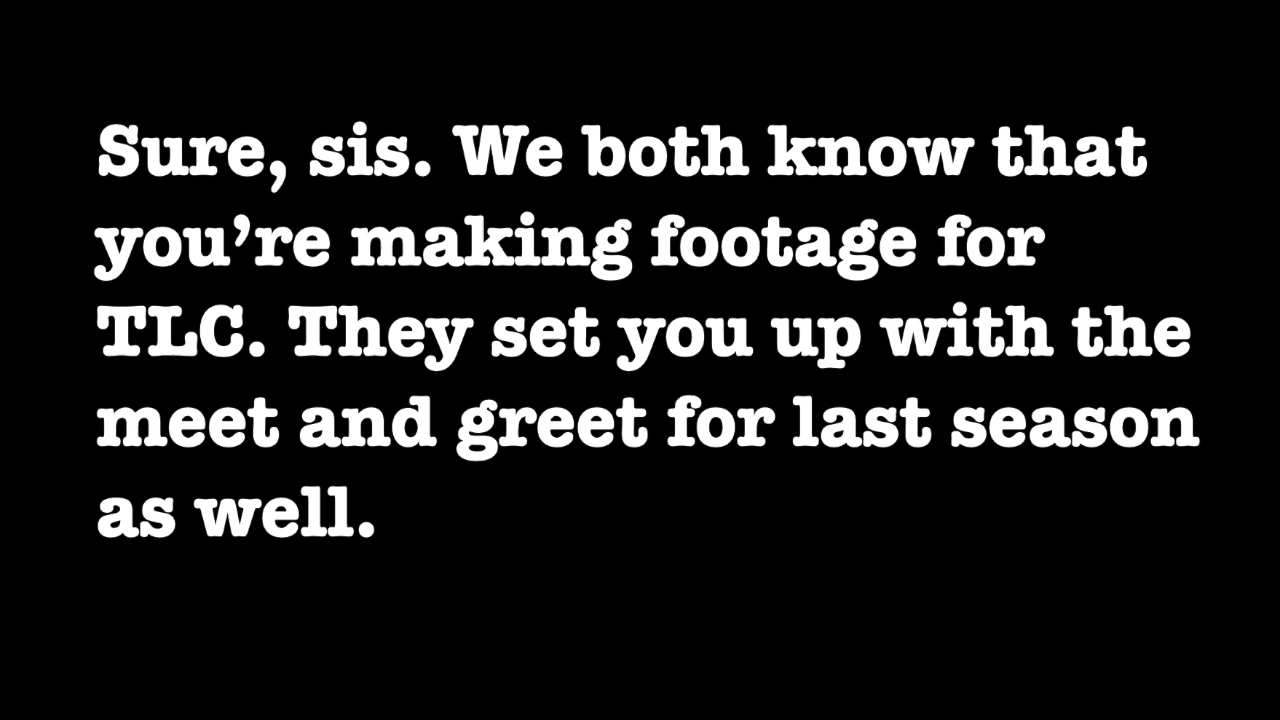 Sure, sis. We both know that
you’re making footage for
TLC. They set you up with the
meet and greet for last season
as well.